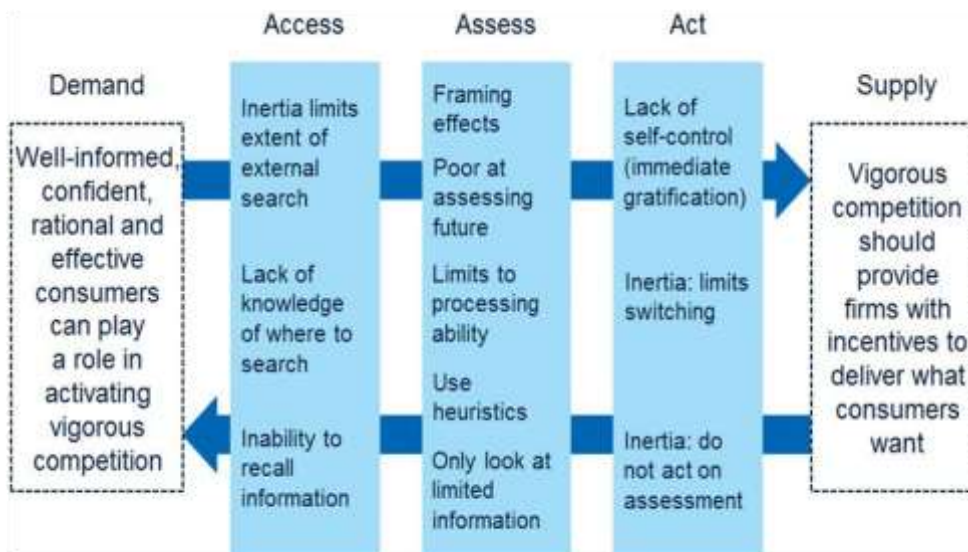 Access
Assess
Act
Demand
Supply
Well-informed,
confident,
rational and
effective
consumers
can play
a role in
activating
vigorous
competition
Inertia limits
extent of
external
search
Lack of
knowledge
of where to
search
Inability to
recall
information
Framing
effects
Poor at
assessing
future
Limits to
processing
ability
Use
heuristics
Only look at
limited
information
Lack of
self-control
(immediate
gratification)
Inertia: limits
switching
Inertia: do
not act on
assessment
Vigorous
competition
should
provide
firms with
incentives to
deliver what
consumers
want